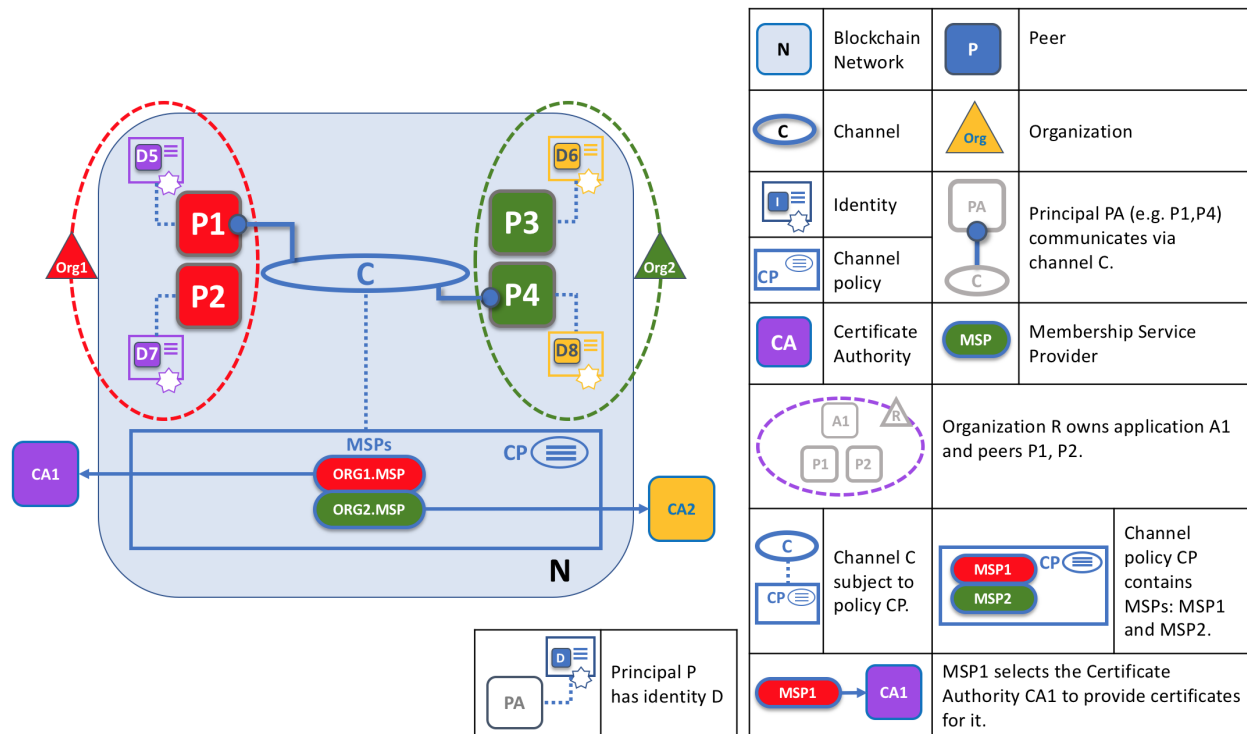 D5
D7
P1
P2
Org1
C
D6
D8
P3
P4
Org2
MSPs
CP
ORG1.MSP
ORG2.MSP
CA1
CA2
N
PA
D
Principal P
has identity D
N
Blockchain
Network
P
Peer
C
Channel
Org
Organization
I
Identity
CP
Channel
policy
PA
C
Principal PA (e.g. P1,P4)
communicates via
channel C.
CA
Certificate
Authority
MSP
Membership Service
Provider
A1
R
P1
P2
Organization R owns application A1
and peers P1, P2.
C
CP
Channel C
subject to
policy CP.
MSP1
MSP2
CP
Channel
policy CP
contains
MSPs: MSP1
and MSP2.
MSP1
CA1
MSP1 selects the Certificate
Authority CA1 to provide certificates
for it.